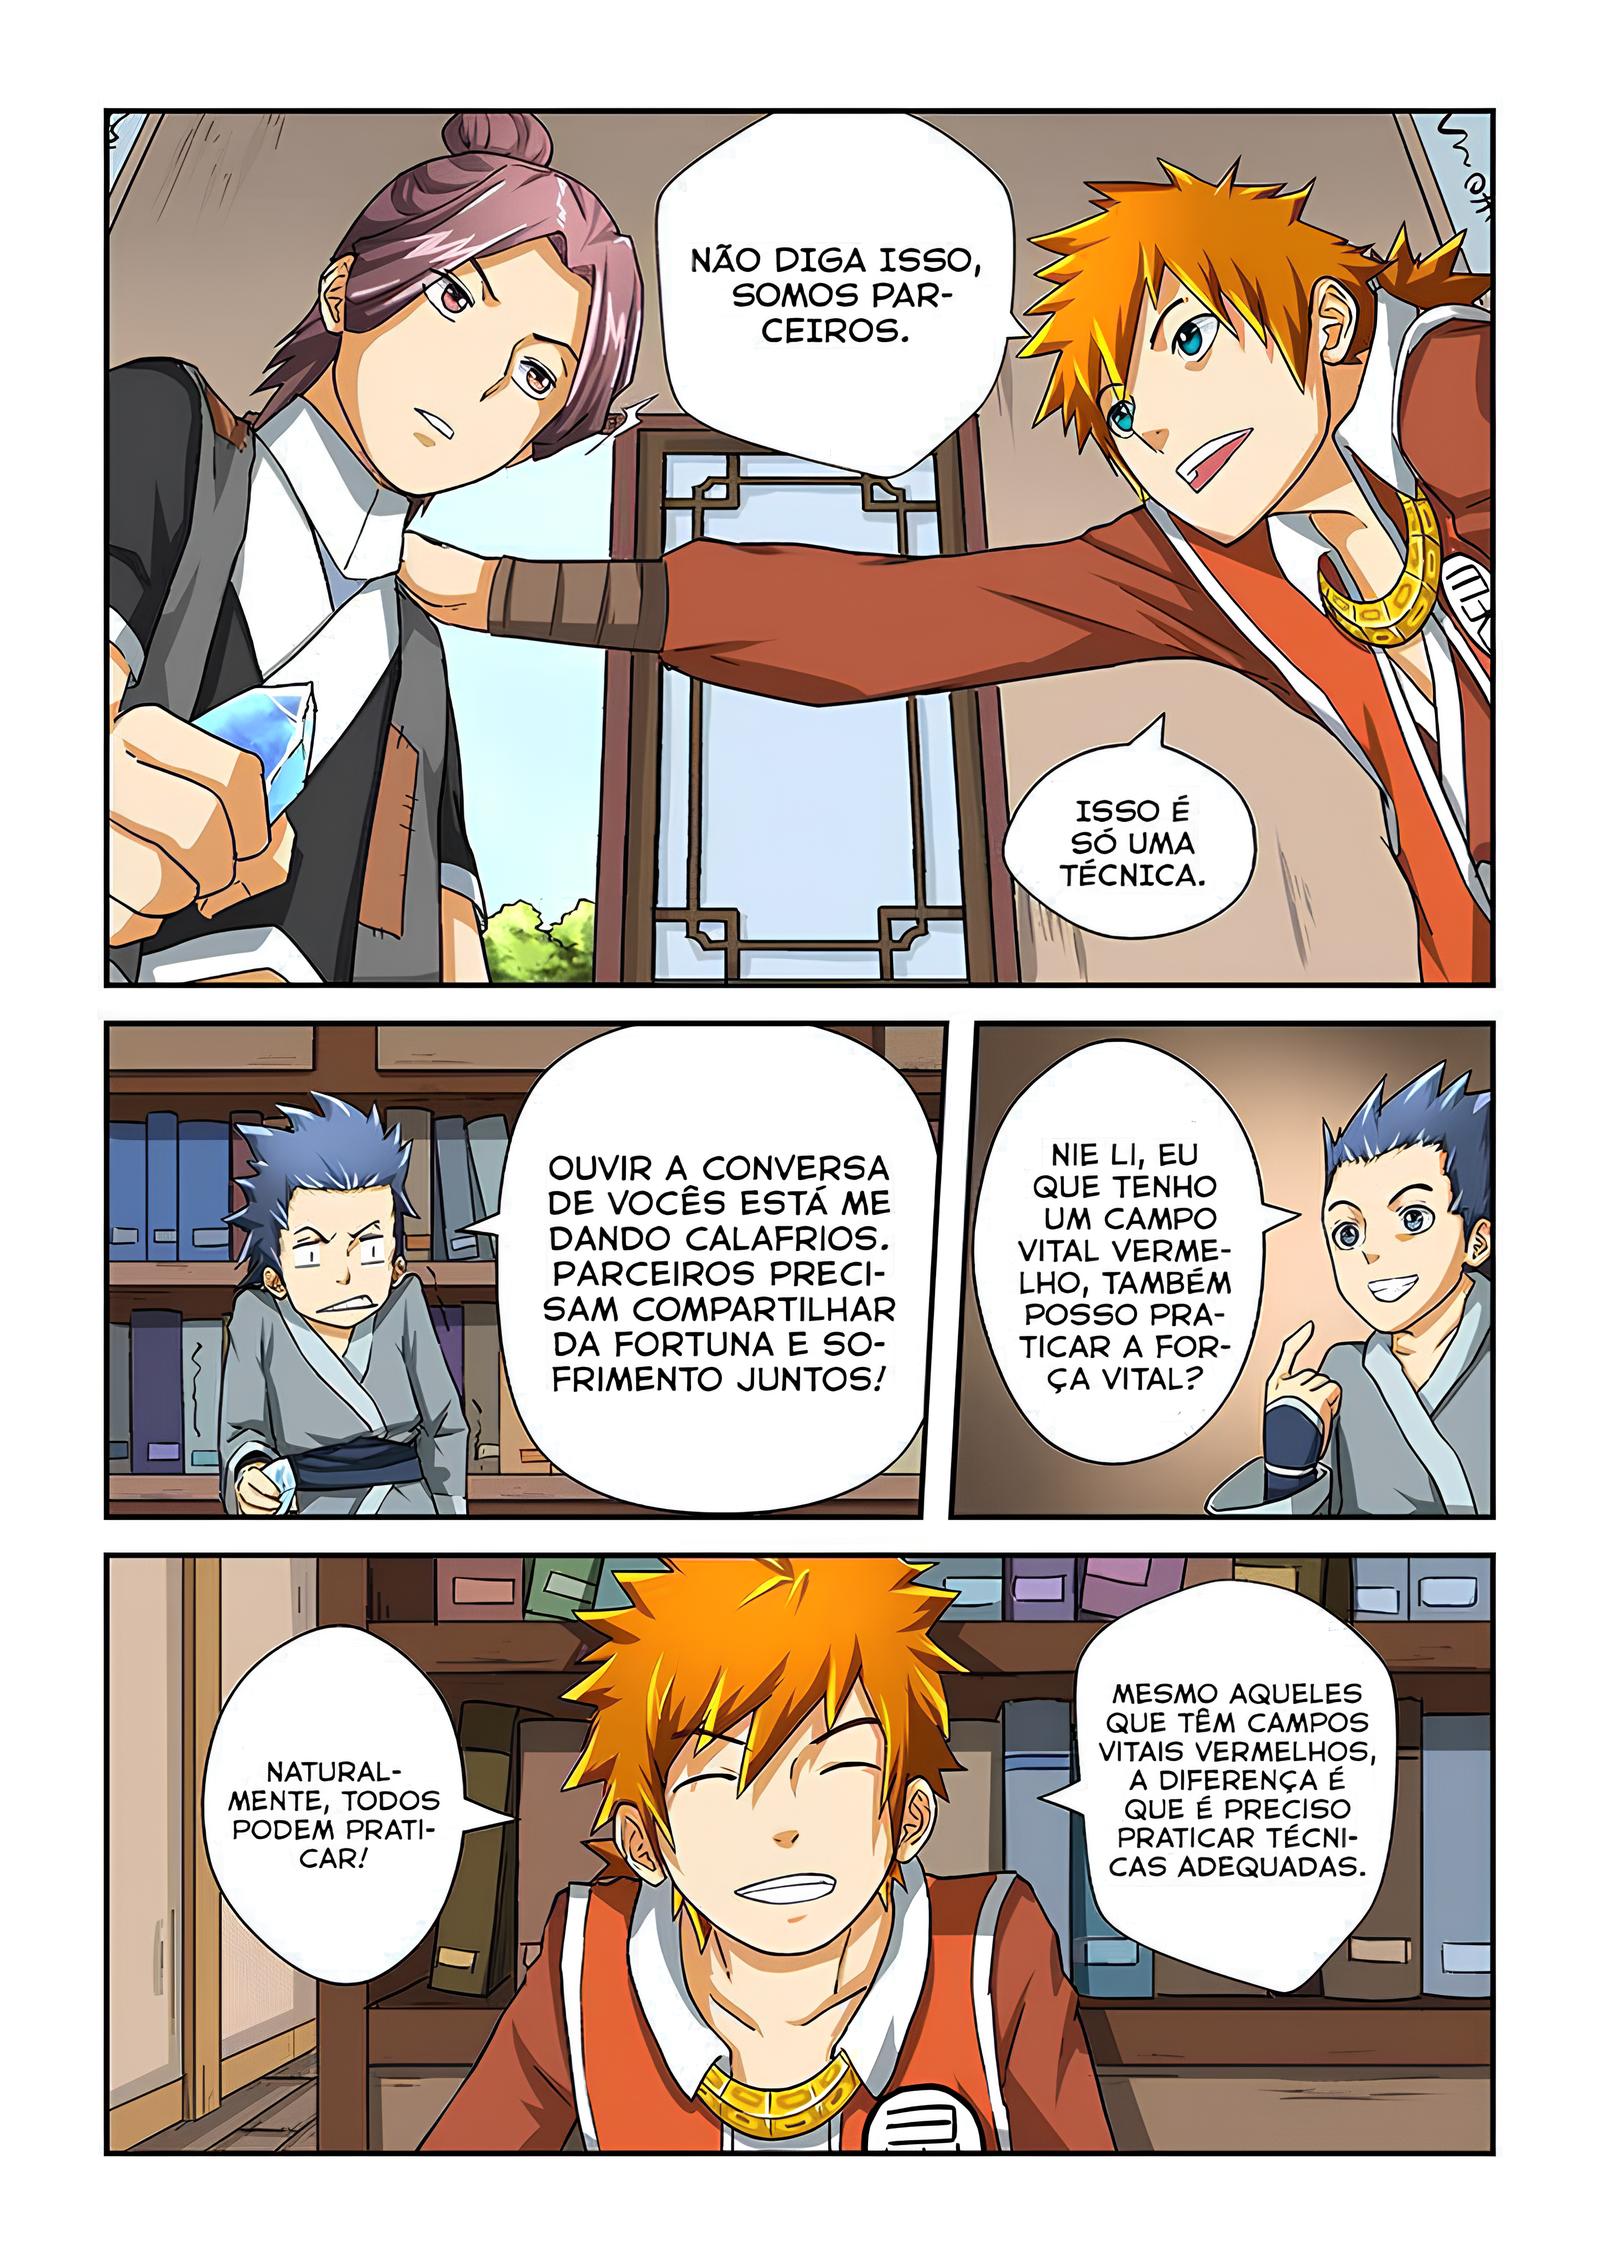 NÃO DIGA ISSO,
SOMOS PAR-
CEIROS.
ISSO É
SÓ UMA
TÉCNICA.
OUVIR A CONVERSA
DE VOCÊS ESTÁ ME
DANDO CALAFRIOS.
PARCEIROS PRECI-
SAM COMPARTILHAR
DA FORTUNA E SO-
FRIMENTO JUNTOS!
NIE LI, EU
QUE TENHO
UM CAMPO
VITAL VERME-
LHO, TAMBÉM
POSSO PRA-
TICAR A FOR-
ÇA VITAL?
NATURAL-
MENTE, TODOS
PODEM PRATI-
CAR!
MESMO AQUELES
QUE TÊM CAMPOS
VITAIS VERMELHOS,
A DIFERENÇA É
QUE É PRECISO
PRATICAR TÉCNI-
CAS ADEQUADAS.